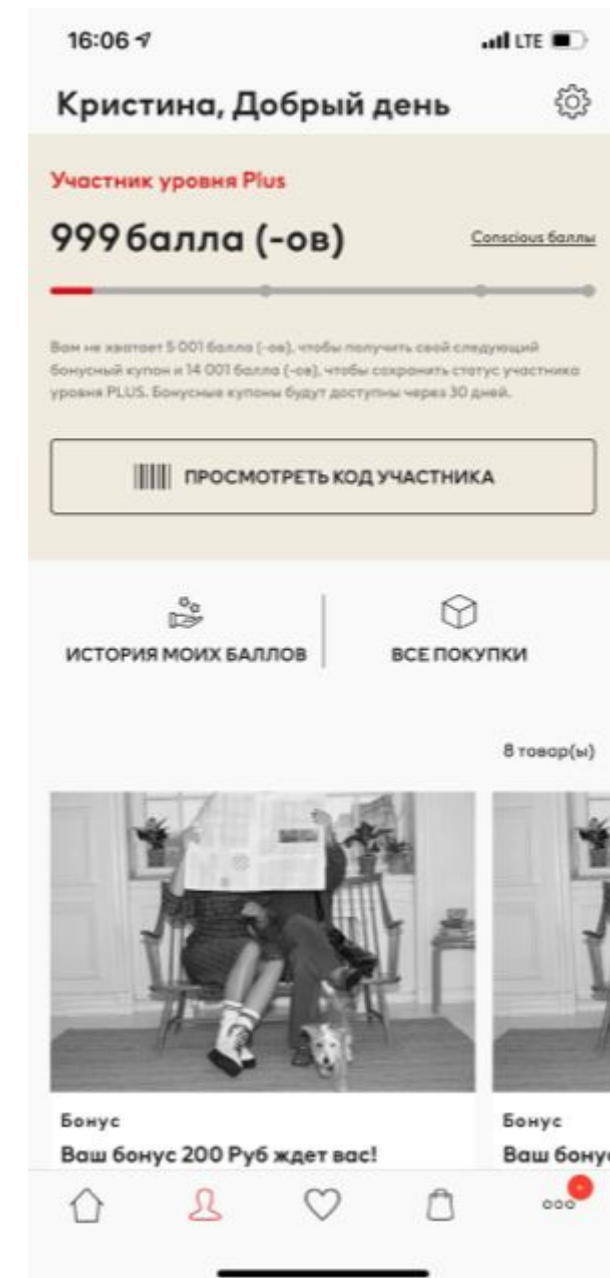 16:06
LTE
Кристина, Добрый день
Участник уровня Plus
999 балла (-ов)
Conscious баллы
Вам не хватает 5 001 балла (-ов), чтобы получить свой следующий
бонусный купон и 14 001 балла (-ов), чтобы сохранить статус участника
уровня PLUS. Бонусные купоны будут доступны через 30 дней.
ПРОСМОТРЕТЬ КОД УЧАСТНИКА
ИСТОРИЯ МОИХ БАЛЛОВ
ВСЕ ПОКУПКИ
8 товар(ы)
Бонус
Ваш бонус 200 Руб ждет вас!
Бонус
Ваш бону